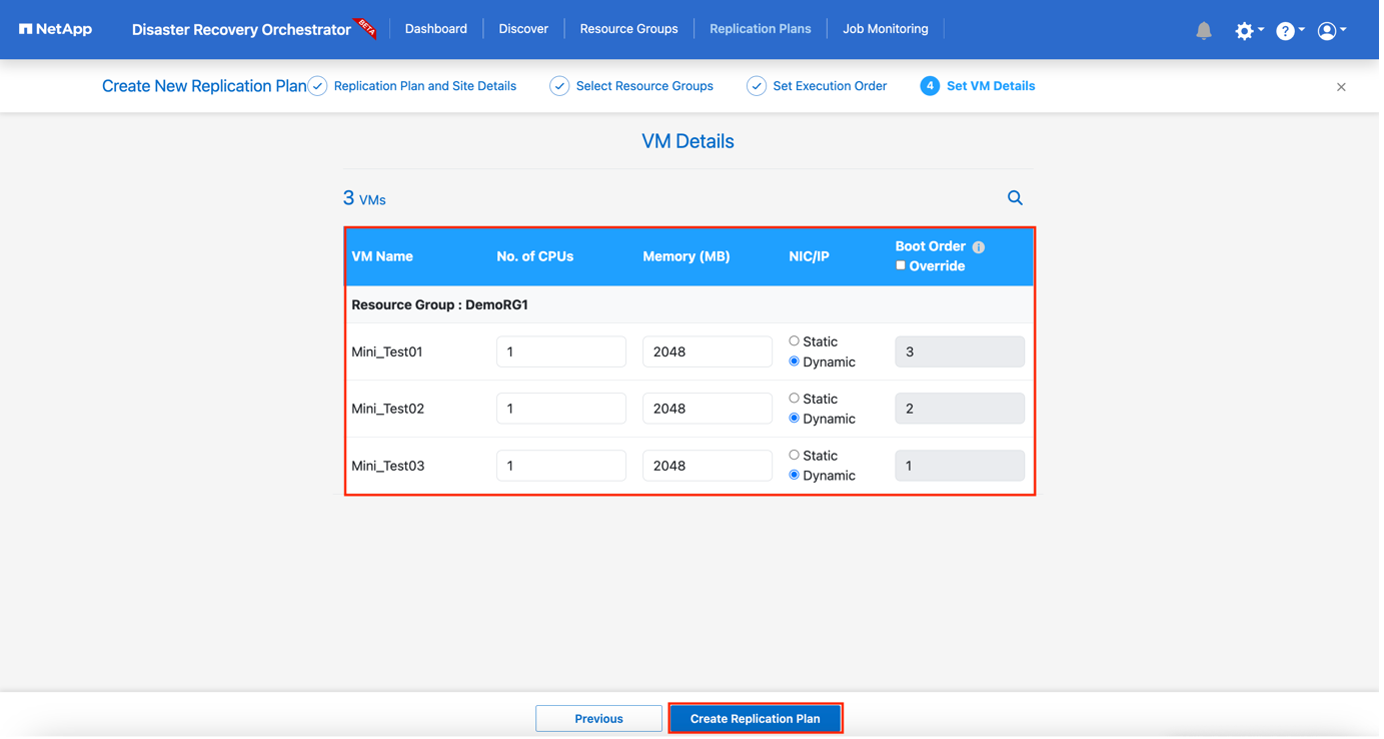 NetApp
Disaster Recovery Orchestrator BETA
Dashboard
Discover
Resource Groups
Replication Plans
Job Monitoring
Create New Replication Plan
Replication Plan and Site Details
Select Resource Groups
Set Execution Order
4 Set VM Details
VM Details
3 VMs
VM Name
No. of CPUs
Memory (MB)
NIC/IP
Boot Order
Override
Resource Group : DemoRG1
Mini_Test01
1
2048
Static
Dynamic
3
Mini_Test02
1
2048
Static
Dynamic
2
Mini_Test03
1
2048
Static
Dynamic
1
Previous
Create Replication Plan